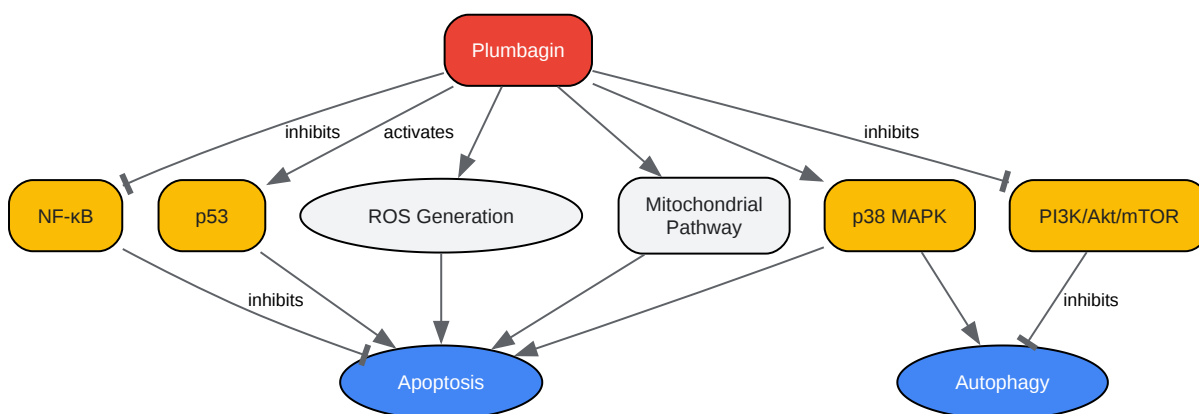 Plumbagin
inhibits
activates
inhibits
NF-κB
p53
ROS Generation
Mitochondrial
Pathway
p38 MAPK
PI3K/Akt/mTOR
inhibits
inhibits
Apoptosis
Autophagy